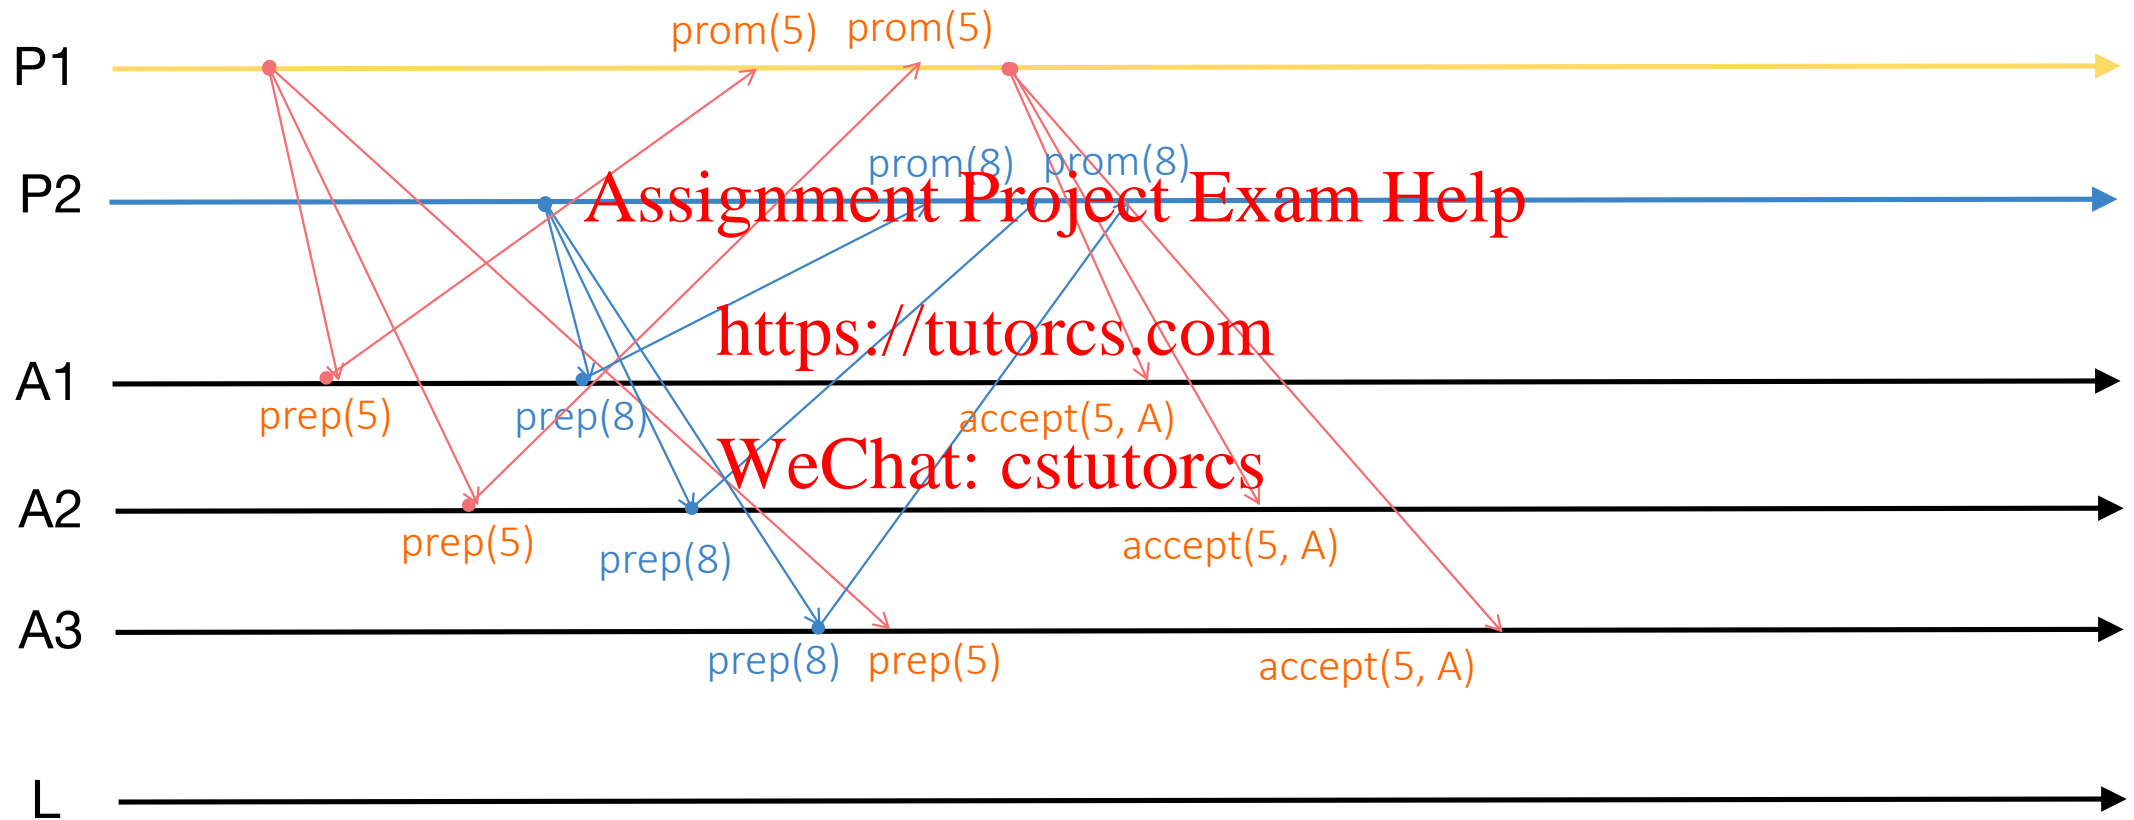 prom(5) prom(5)
P1
prom(8) prom(8)
P2
Assignment Project Exam Help
https://tutorcs.com
A1
prep(5) prep(8) accept(5, A)
WeChat: cstutorcs
A2
prep(5) prep(8) accept(5, A)
A3
prep(8) prep(5) accept(5, A)
L